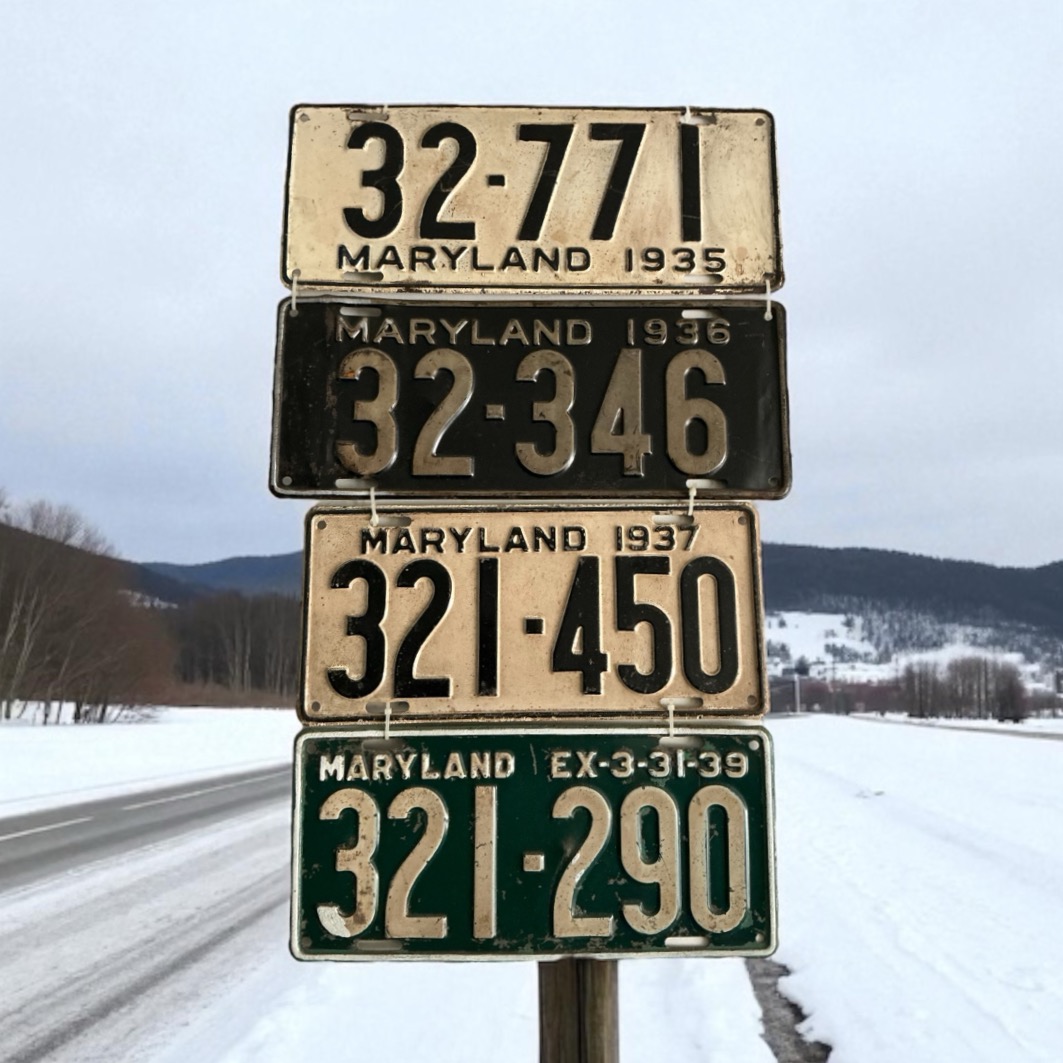 32-771
MARYLAND 1935
MARYLAND 1936
32-346
MARYLAND 1937
321-450
MARYLAND EX-3-31-39
321-290